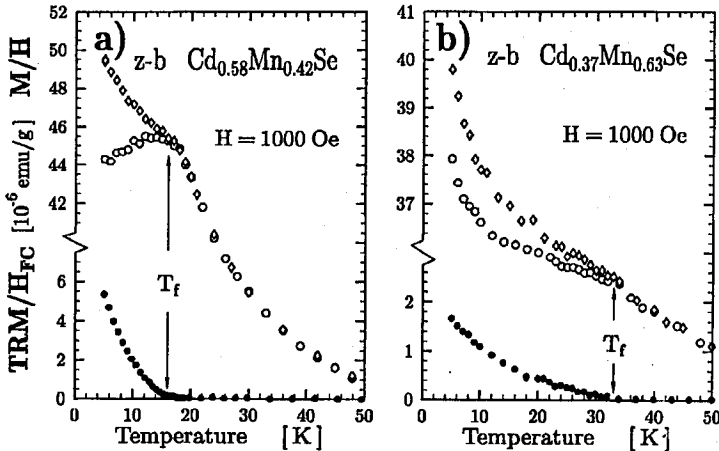 a)
z-b Cd0.58Mn0.42Se
H = 1000 Oe
Tf
TRM/HFC [10-6 emu/g] M/H
52
50
48
46
44
6
4
2
0
0 10 20 30 40 50
Temperature [K]
b)
z-b Cd0.37Mn0.63Se
H = 1000 Oe
Tf
41
40
39
38
37
36
2
1
0
0 10 20 30 40 50
Temperature [K]